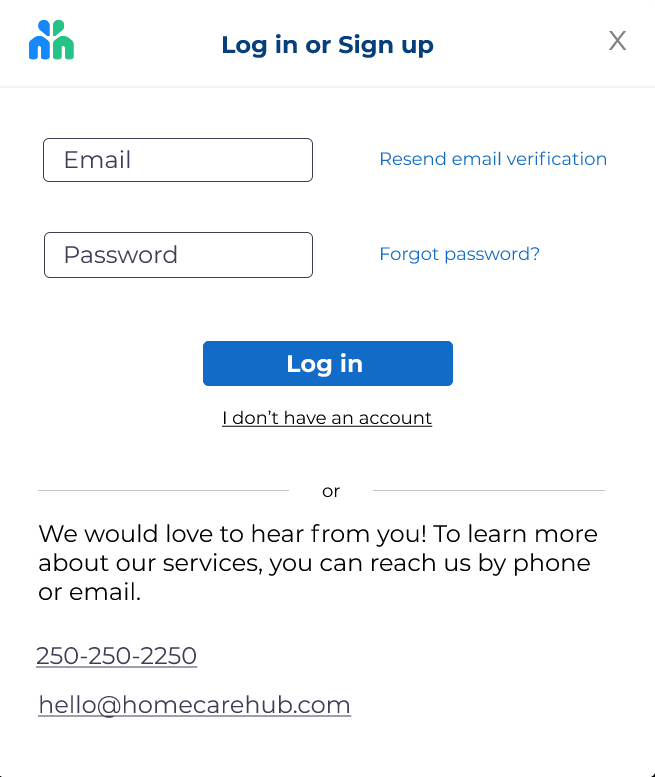 Log in or Sign up
X
Email
Resend email verification
Password
Forgot password?
Log in
I don’t have an account
or
We would love to hear from you! To learn more
about our services, you can reach us by phone
or email.
250-250-2250
hello@homecarehub.com